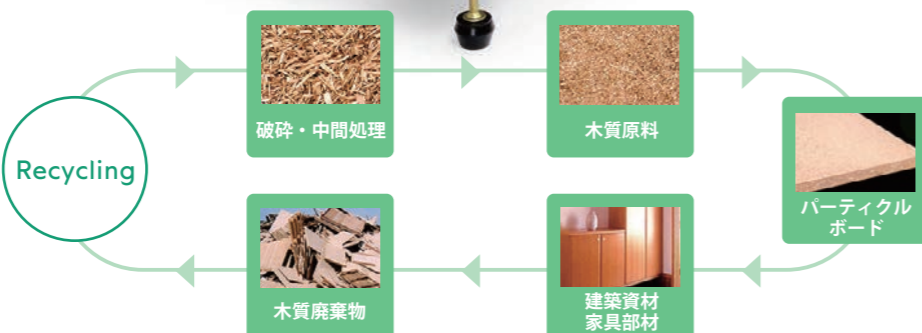 Recycling
破砕・中間処理
木質原料
パーティクル
ボード
建築資材
家具部材
木質廃棄物